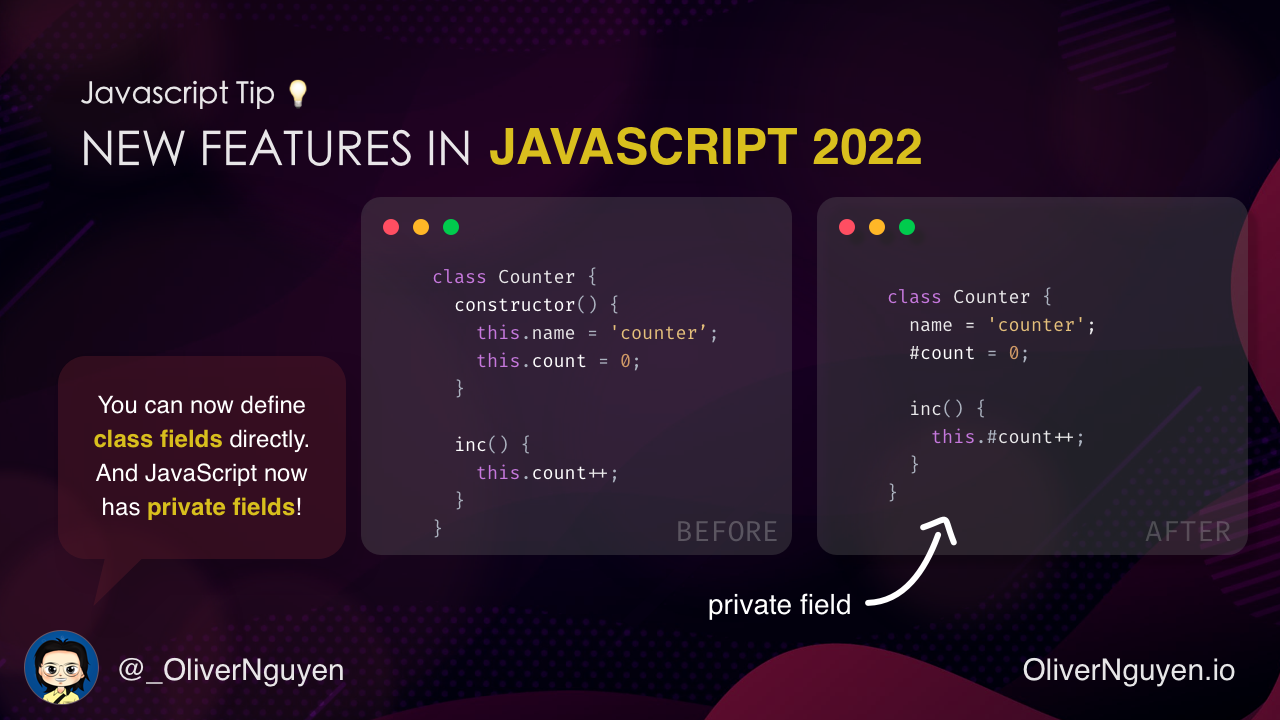 Javascript Tip 💡
NEW FEATURES IN JAVASCRIPT 2022
class Counter {
  constructor() {
    this.name = 'counter’;
    this.count = 0;
  }

  inc() {
    this.count++;
  }
}
BEFORE
class Counter {
  name = 'counter';
  #count = 0;

  inc() {
    this.#count++;
  }
}
AFTER
You can now define
class fields directly.
And JavaScript now
has private fields!
private field
@_OliverNguyen
OliverNguyen.io